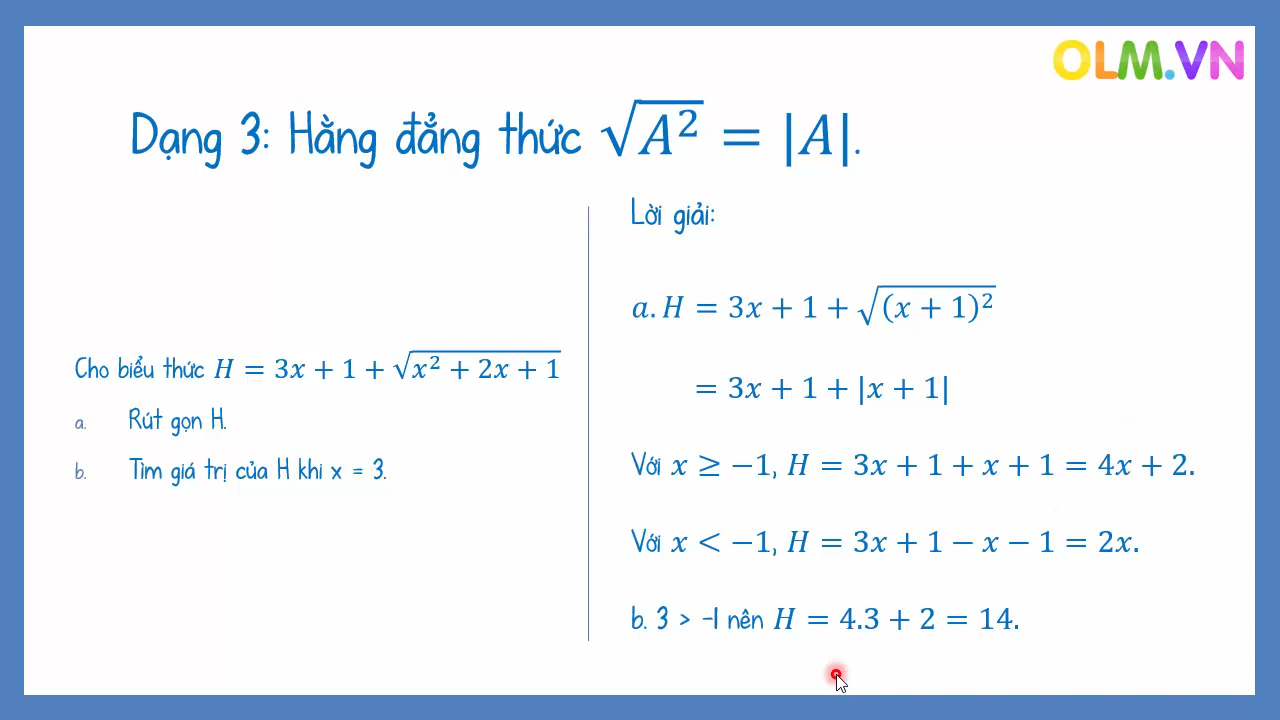 OLM.VN
Dạng 3: Hằng đẳng thức √A² = |A|.
Cho biểu thức H = 3x + 1 + √(x² + 2x + 1)
a. Rút gọn H.
b. Tìm giá trị của H khi x = 3.
Lời giải:
a. H = 3x + 1 + √(x + 1)²
= 3x + 1 + |x + 1|
Với x ≥ −1, H = 3x + 1 + x + 1 = 4x + 2.
Với x < −1, H = 3x + 1 − x − 1 = 2x.
b. 3 > -1 nên H = 4.3 + 2 = 14.